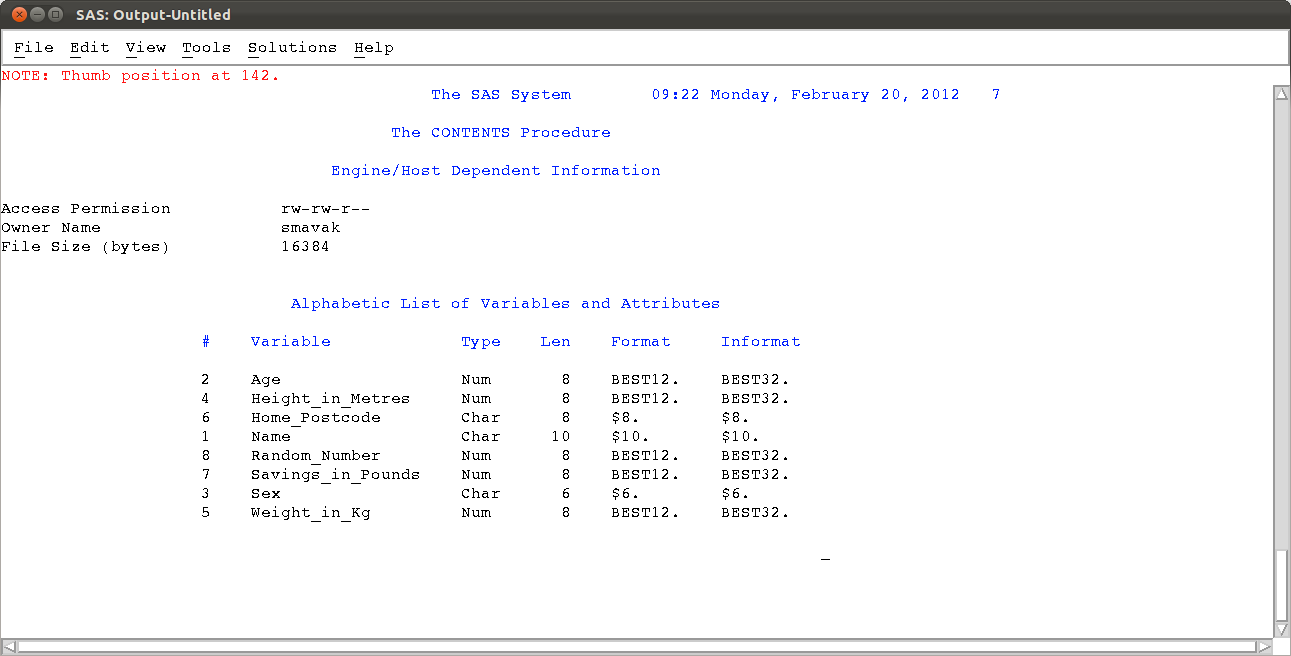 SAS: Output-Untitled
File Edit View Tools Solutions Help
NOTE: Thumb position at 142.
The SAS System 09:22 Monday, February 20, 2012 7
The CONTENTS Procedure
Engine/Host Dependent Information
Access Permission rw-rw-r--
Owner Name smavak
File Size (bytes) 16384
Alphabetic List of Variables and Attributes
# Variable Type Len Format Informat
2 Age Num 8 BEST12. BEST32.
4 Height_in_Metres Num 8 BEST12. BEST32.
6 Home_Postcode Char 8 $8. $8.
1 Name Char 10 $10. $10.
8 Random_Number Num 8 BEST12. BEST32.
7 Savings_in_Pounds Num 8 BEST12. BEST32.
3 Sex Char 6 $6. $6.
5 Weight_in_Kg Num 8 BEST12. BEST32.